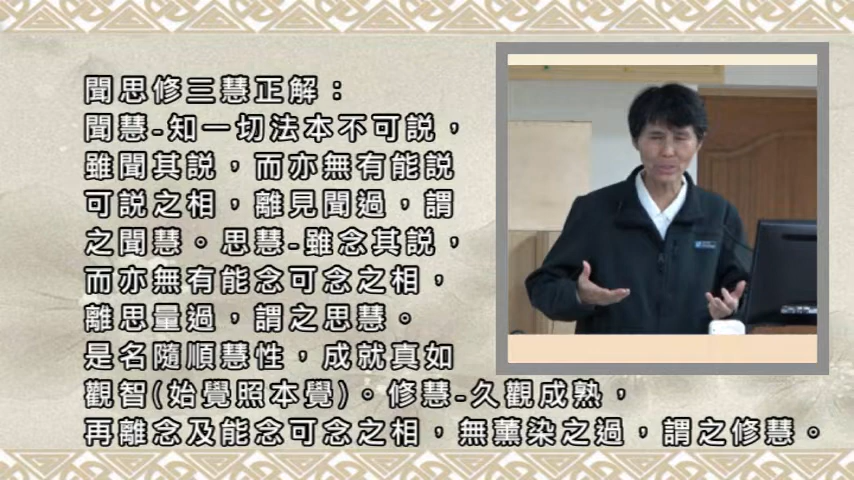 聞思修三慧正解：
聞慧-知一切法本不可説，
雖聞其説，而亦無有能説
可説之相，離見聞過，謂
之聞慧。思慧-雖念其説，
而亦無有能念可念之相，
離思量過，謂之思慧。
是名隨順慧性，成就真如
觀智(始覺照本覺)。修慧-久觀成熟，
再離念及能念可念之相，無薰染之過，謂之修慧。